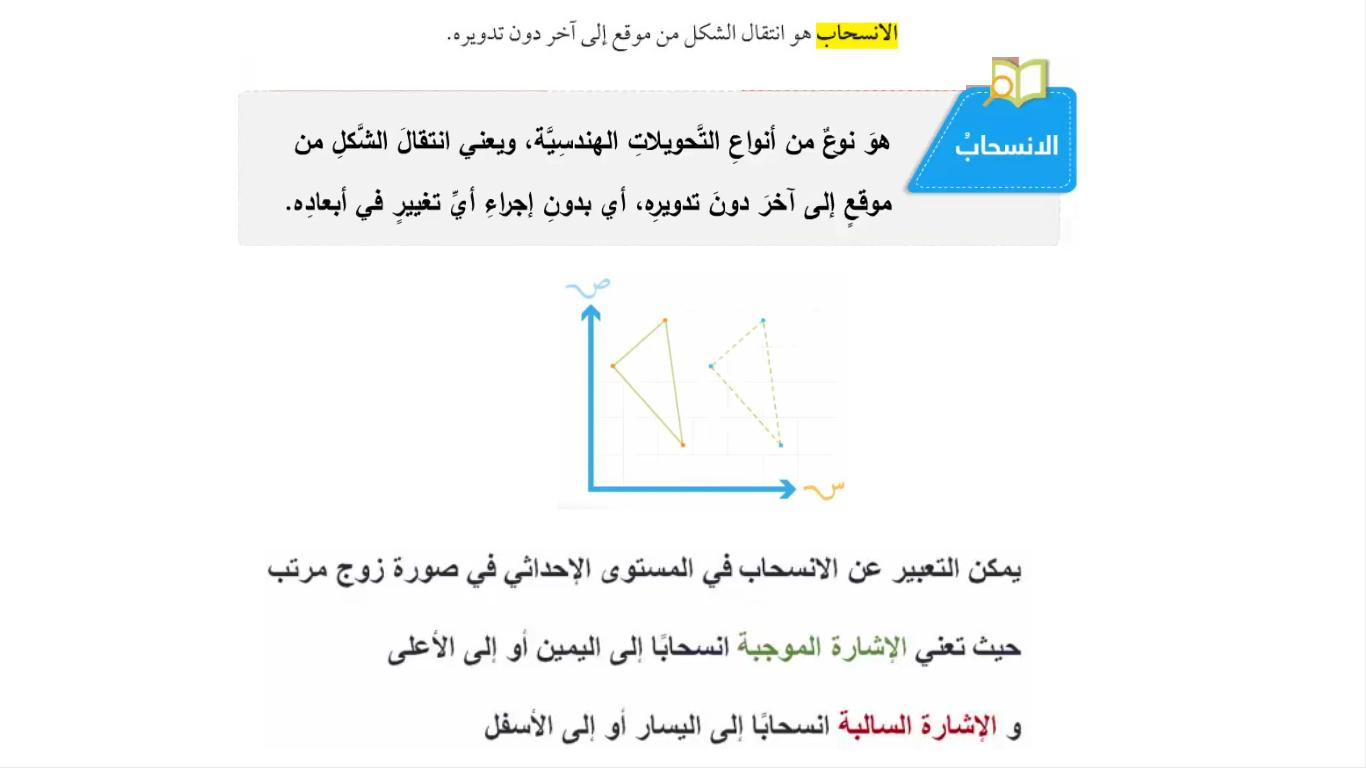 الانسحاب هو انتقال الشكل من موقع إلى آخر دون تدويره.
الانسحابُ
هوَ نوعٌ من أنواعِ التَّحويلاتِ الهندسِيَّة، ويعني انتقالَ الشَّكلِ من
موقعٍ إلى آخرَ دونَ تدويرِه، أي بدونِ إجراءِ أيِّ تغييرٍ في أبعادِه.
ص
س
يمكن التعبير عن الانسحاب في المستوى الإحداثي في صورة زوج مرتب
حيث تعني الإشارة الموجبة انسحابًا إلى اليمين أو إلى الأعلى
و الإشارة السالبة انسحابًا إلى اليسار أو إلى الأسفل